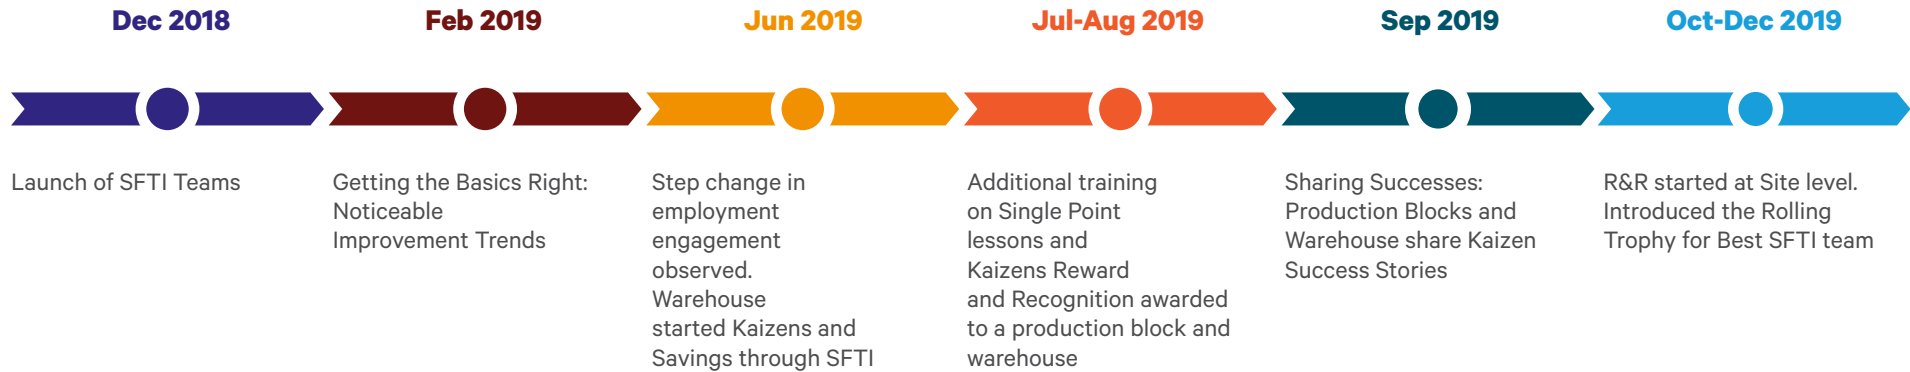 Dec 2018
Launch of SFTI Teams
Feb 2019
Getting the Basics Right:
Noticeable
Improvement Trends
Jun 2019
Step change in
employment
engagement
observed.
Warehouse
started Kaizens and
Savings through SFTI
Jul-Aug 2019
Additional training
on Single Point
lessons and
Kaizens Reward
and Recognition awarded
to a production block and
warehouse
Sep 2019
Sharing Successes:
Production Blocks and
Warehouse share Kaizen
Success Stories
Oct-Dec 2019
R&R started at Site level.
Introduced the Rolling
Trophy for Best SFTI team